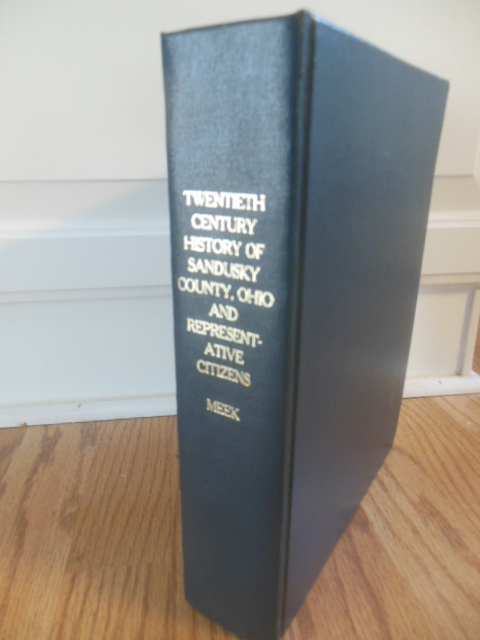 TWENTIETH
CENTURY
HISTORY OF
SANDUSKY
COUNTY, OHIO
AND
REPRESENT-
ATIVE
CITIZENS
MEEK